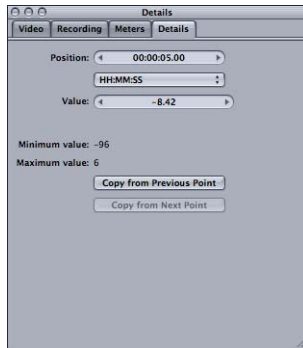 Details
Video Recording Meters Details
Position: 00:00:05.00
HH:MM:SS
Value: -8.42
Minimum value: -96
Maximum value: 6
Copy from Previous Point
Copy from Next Point